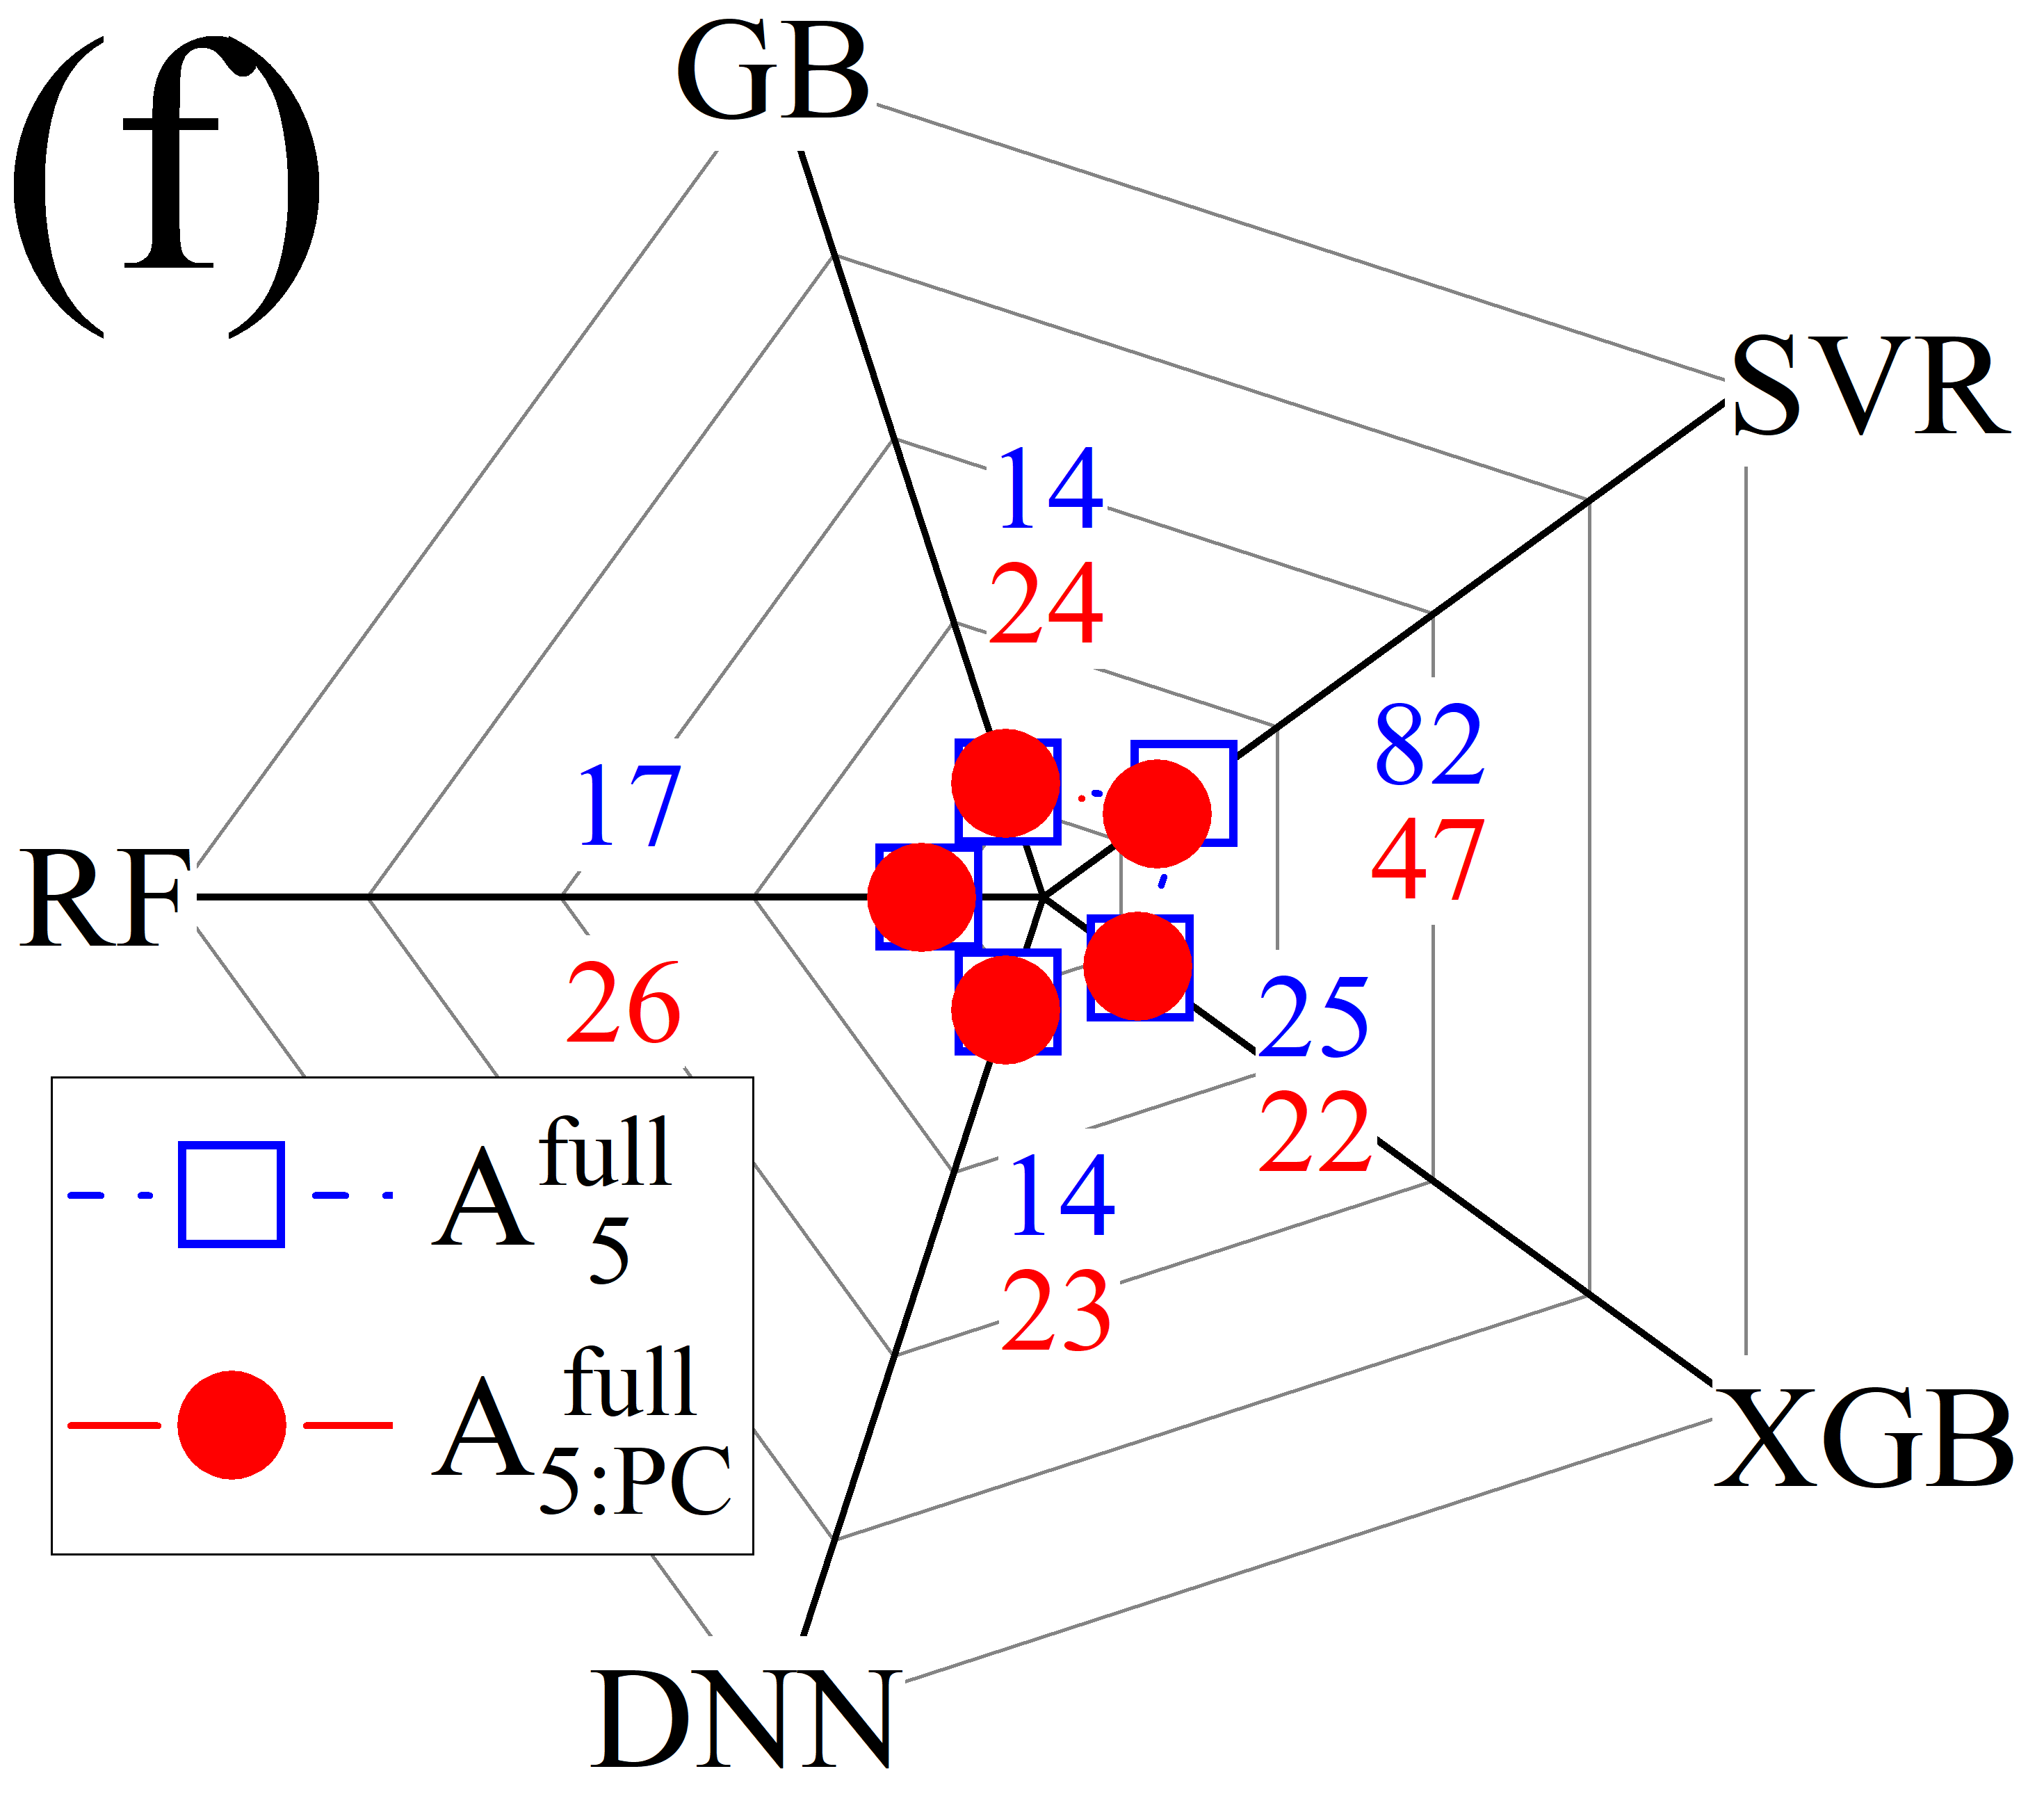 (f)
GB
SVR
14
24
82
47
17
RF
26
25
22
14
23
A full 5
A full 5:PC
XGB
DNN